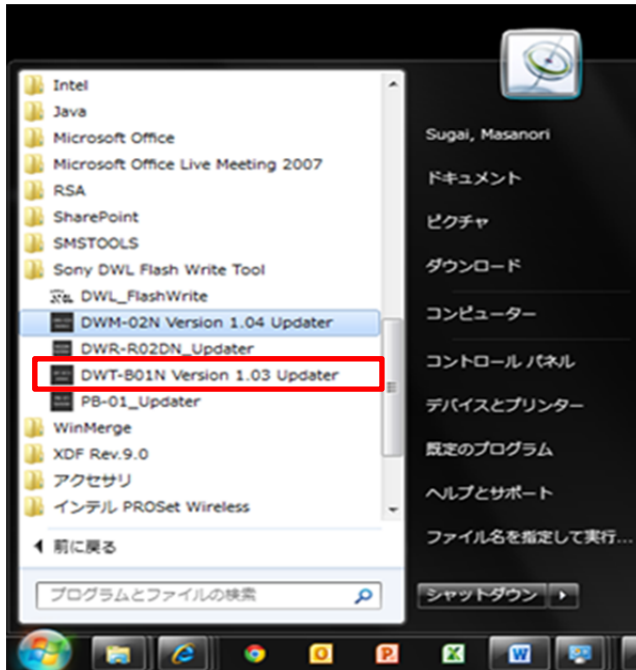 Intel
Java
Microsoft Office
Microsoft Office Live Meeting 2007
RSA
SharePoint
SMSTOOLS
Sony DWL Flash Write Tool
DWL_FlashWrite
DWM-02N Version 1.04 Updater
DWR-R02DN_Updater
DWT-B01N Version 1.03 Updater
PB-01_Updater
WinMerge
XDF Rev.9.0
アクセサリ
インテル PROSet Wireless
前に戻る
プログラムとファイルの検索
Sugai, Masanori
ドキュメント
ピクチャ
ダウンロード
コンピューター
コントロール パネル
デバイスとプリンター
既定のプログラム
ヘルプとサポート
ファイル名を指定して実行...
シャットダウン